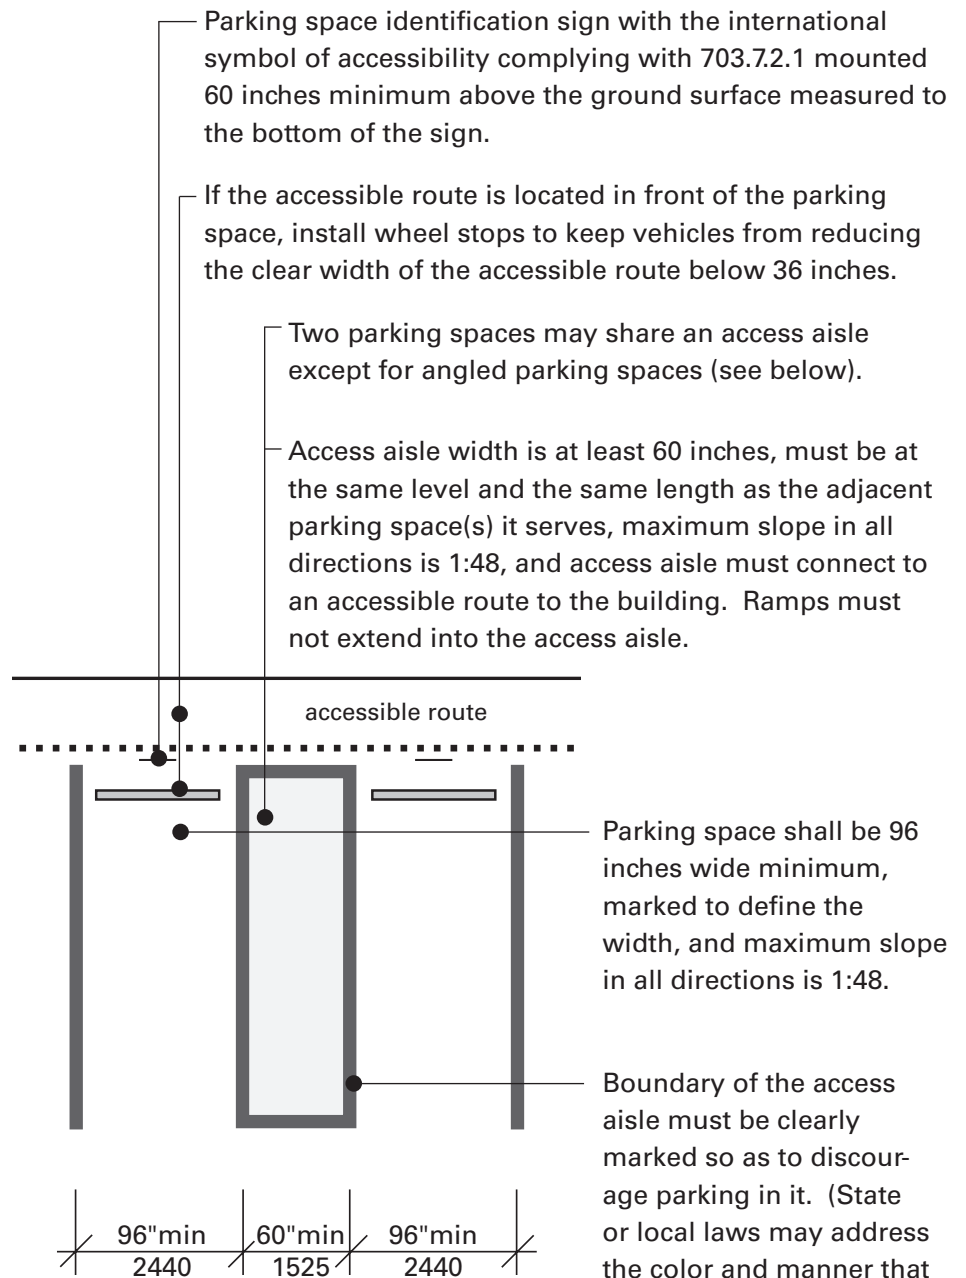 Parking space identification sign with the international
symbol of accessibility complying with 703.7.2.1 mounted
60 inches minimum above the ground surface measured to
the bottom of the sign.
If the accessible route is located in front of the parking
space, install wheel stops to keep vehicles from reducing
the clear width of the accessible route below 36 inches.
Two parking spaces may share an access aisle
except for angled parking spaces (see below).
Access aisle width is at least 60 inches, must be at
the same level and the same length as the adjacent
parking space(s) it serves, maximum slope in all
directions is 1:48, and access aisle must connect to
an accessible route to the building.  Ramps must
not extend into the access aisle.
accessible route
Parking space shall be 96
inches wide minimum,
marked to define the
width, and maximum slope
in all directions is 1:48.
Boundary of the access
aisle must be clearly
marked so as to discour-
age parking in it.  (State
or local laws may address
the color and manner that
96"min 60"min 96"min
2440 1525 2440